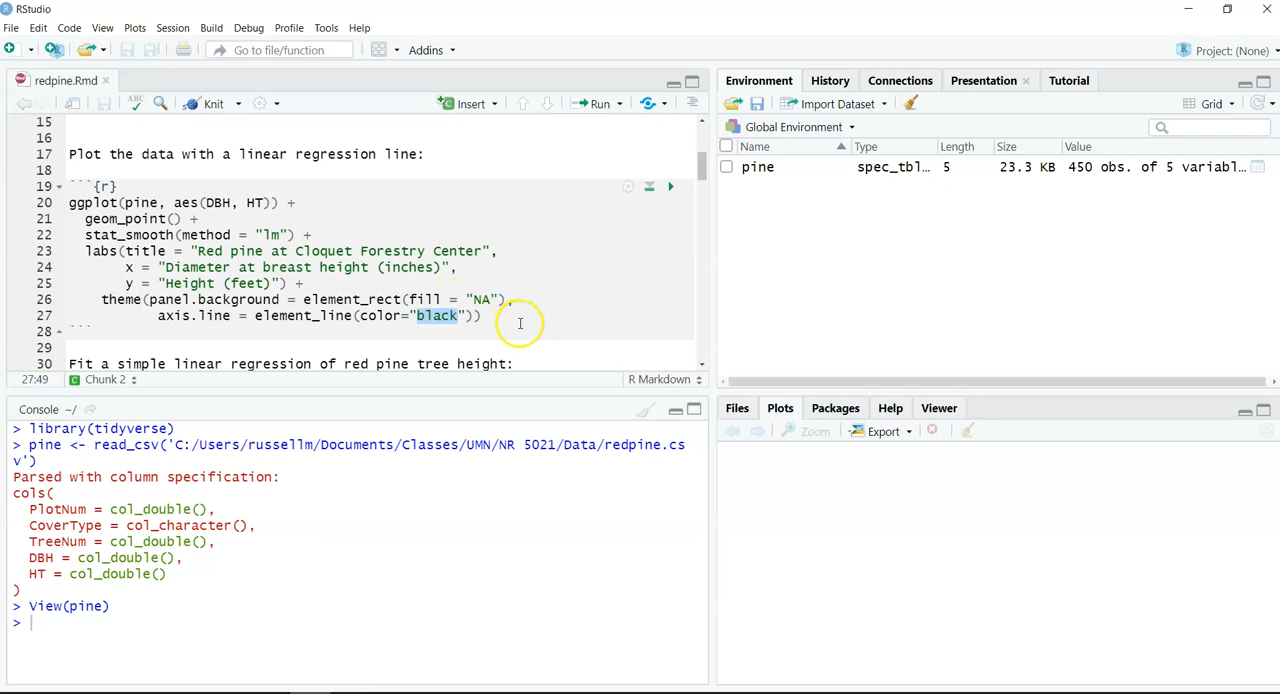 RStudio
File Edit Code View Plots Session Build Debug Profile Tools Help
Go to file/function Addins Project: (None)
redpine.Rmd
ABC Knit Insert Run
15
16
17 Plot the data with a linear regression line:
18
19 ```{r}
20 ggplot(pine, aes(DBH, HT)) +
21 geom_point() +
22 stat_smooth(method = "lm") +
23 labs(title = "Red pine at Cloquet Forestry Center",
24 x = "Diameter at breast height (inches)",
25 y = "Height (feet)") +
26 theme(panel.background = element_rect(fill = "NA"),
27 axis.line = element_line(color="black"))
28 ```
29
30 Fit a simple linear regression of red pine tree height:
27:49 C Chunk 2 R Markdown
Console ~/
> library(tidyverse)
> pine <- read_csv('C:/Users/russellm/Documents/Classes/UMN/NR 5021/Data/redpine.cs
v')
Parsed with column specification:
cols(
PlotNum = col_double(),
CoverType = col_character(),
TreeNum = col_double(),
DBH = col_double(),
HT = col_double()
)
> View(pine)
>
Environment History Connections Presentation Tutorial
Import Dataset Grid
Global Environment
Name Type Length Size Value
pine spec_tbl… 5 23.3 KB 450 obs. of 5 variabl…
Files Plots Packages Help Viewer
Zoom Export